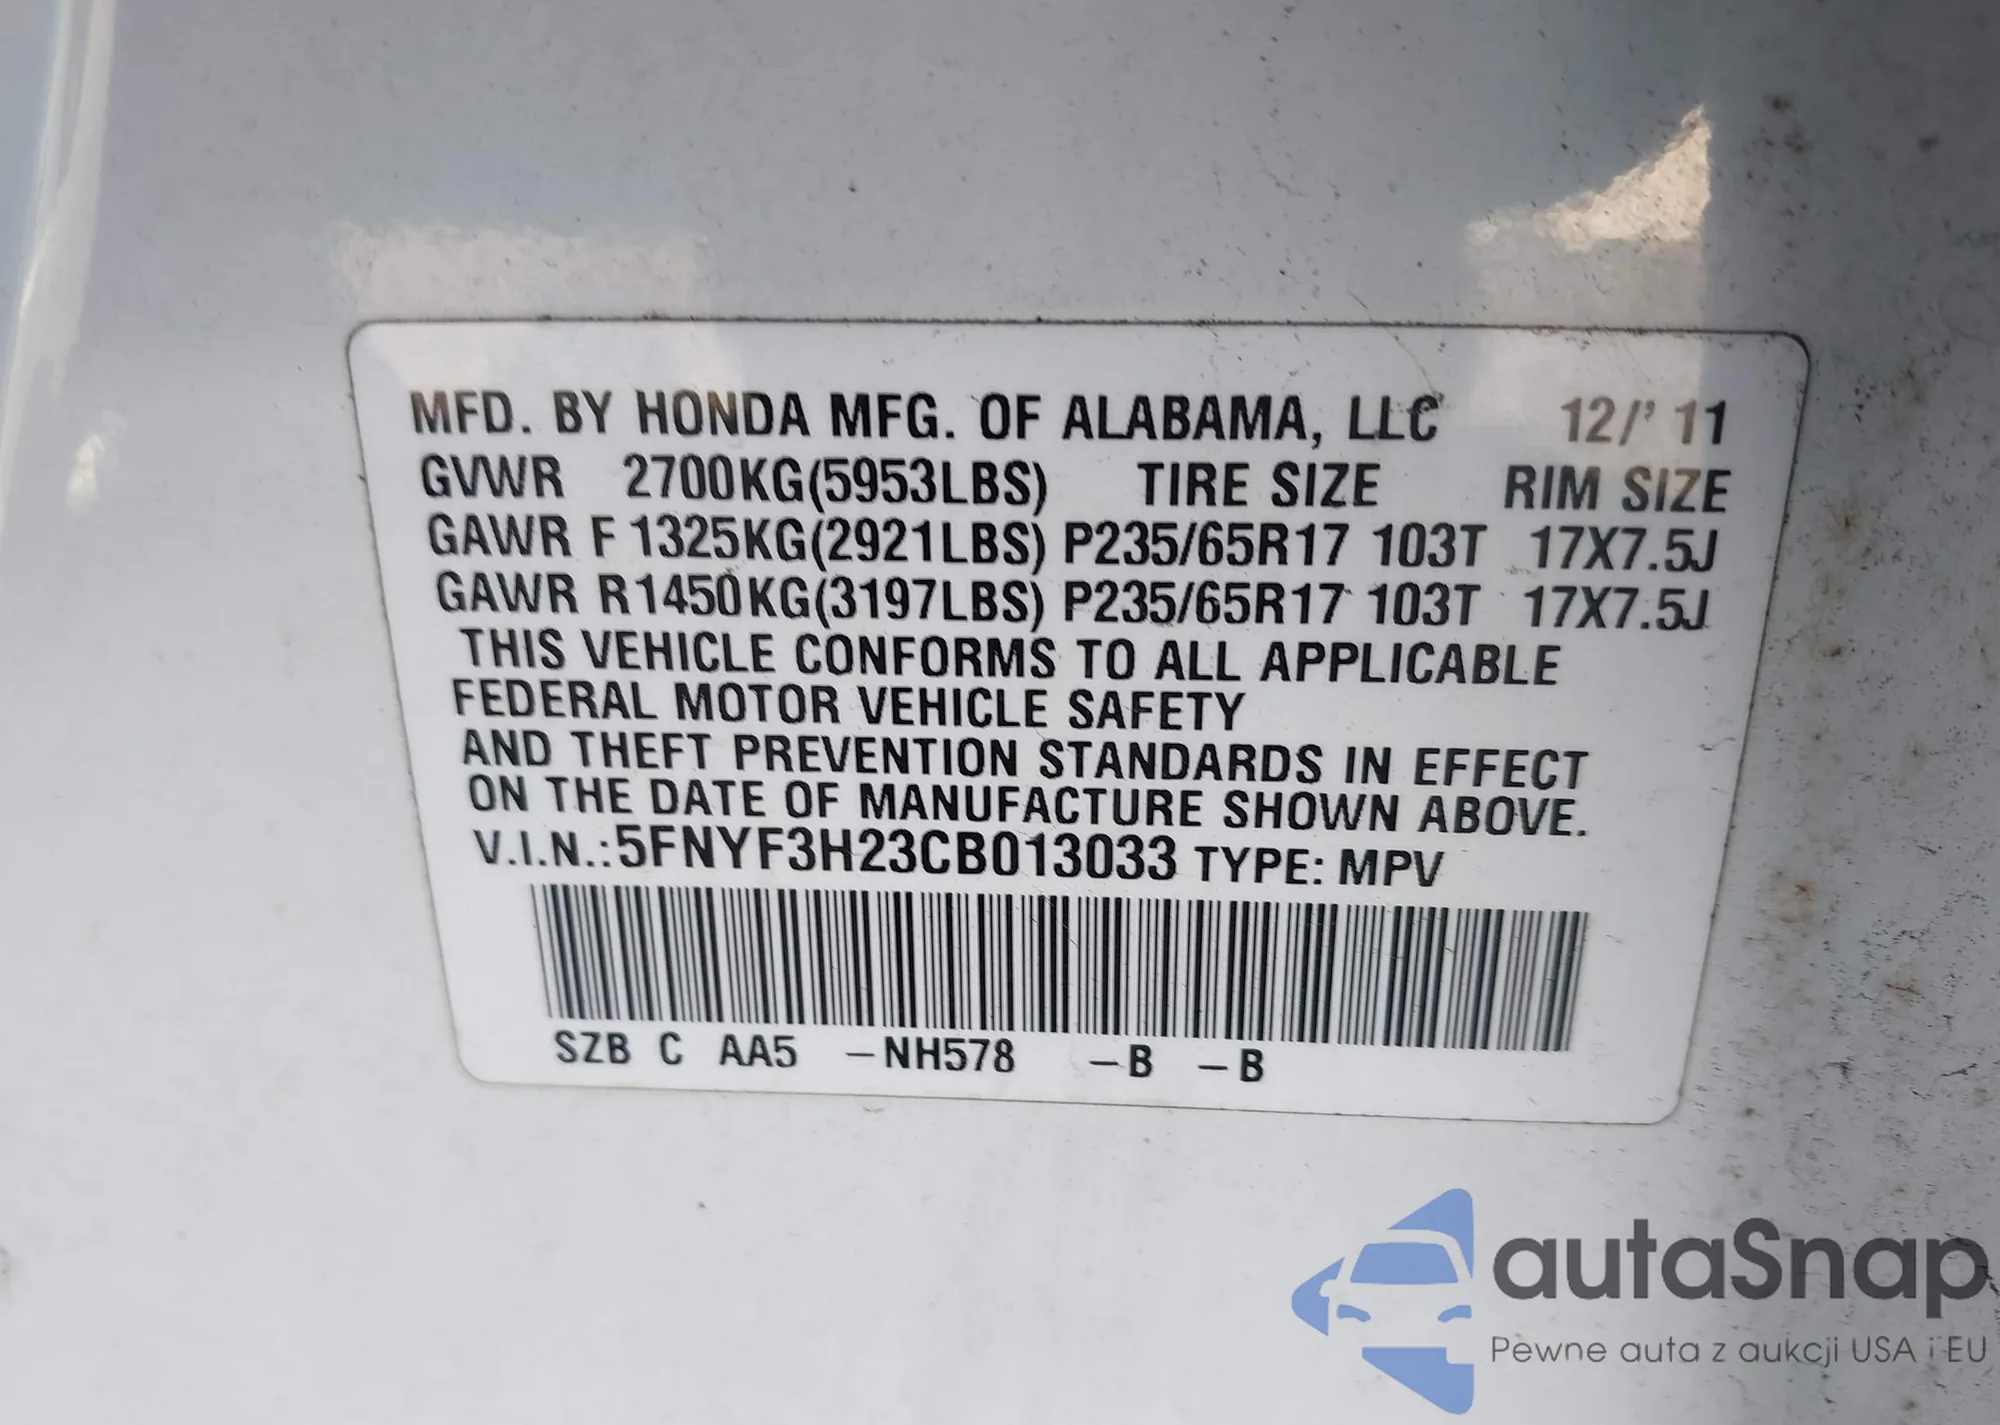 MFD. BY HONDA MFG. OF ALABAMA, LLC 12/' 11
GVWR 2700KG(5953LBS) TIRE SIZE RIM SIZE
GAWR F 1325KG(2921LBS) P235/65R17 103T 17X7.5J
GAWR R 1450KG(3197LBS) P235/65R17 103T 17X7.5J
THIS VEHICLE CONFORMS TO ALL APPLICABLE
FEDERAL MOTOR VEHICLE SAFETY
AND THEFT PREVENTION STANDARDS IN EFFECT
ON THE DATE OF MANUFACTURE SHOWN ABOVE.
V.I.N.:5FNYF3H23CB013033 TYPE: MPV
SZB C AA5 -NH578 -B -B
autaSnap
Pewne auta z aukcji USA i EU